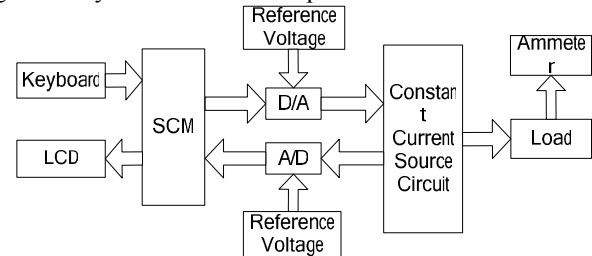 Reference
Voltage
Keyboard
LCD
SCM
D/A
A/D
Reference
Voltage
Constan
t
Current
Source
Circuit
Ammete
r
Load